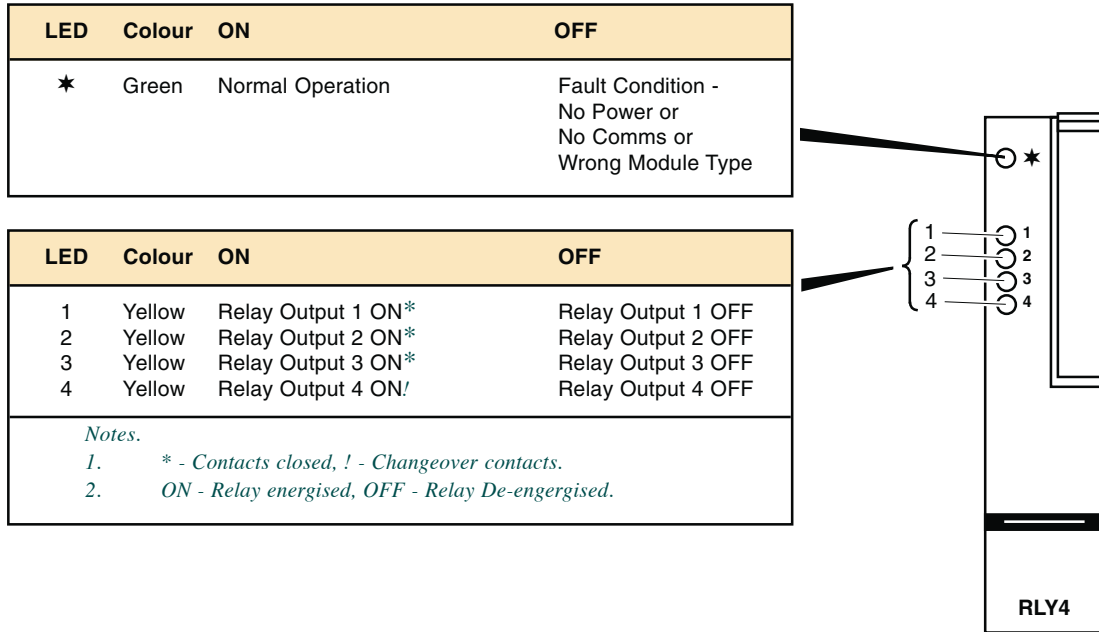 LED Colour ON OFF
✶ Green Normal Operation Fault Condition -
No Power or
No Comms or
Wrong Module Type
✶
LED Colour ON OFF
1 Yellow Relay Output 1 ON* Relay Output 1 OFF
2 Yellow Relay Output 2 ON* Relay Output 2 OFF
3 Yellow Relay Output 3 ON* Relay Output 3 OFF
4 Yellow Relay Output 4 ON! Relay Output 4 OFF
Notes.
1. * - Contacts closed, ! - Changeover contacts.
2. ON - Relay energised, OFF - Relay De-engergised.
1 1
2 2
3 3
4 4
RLY4